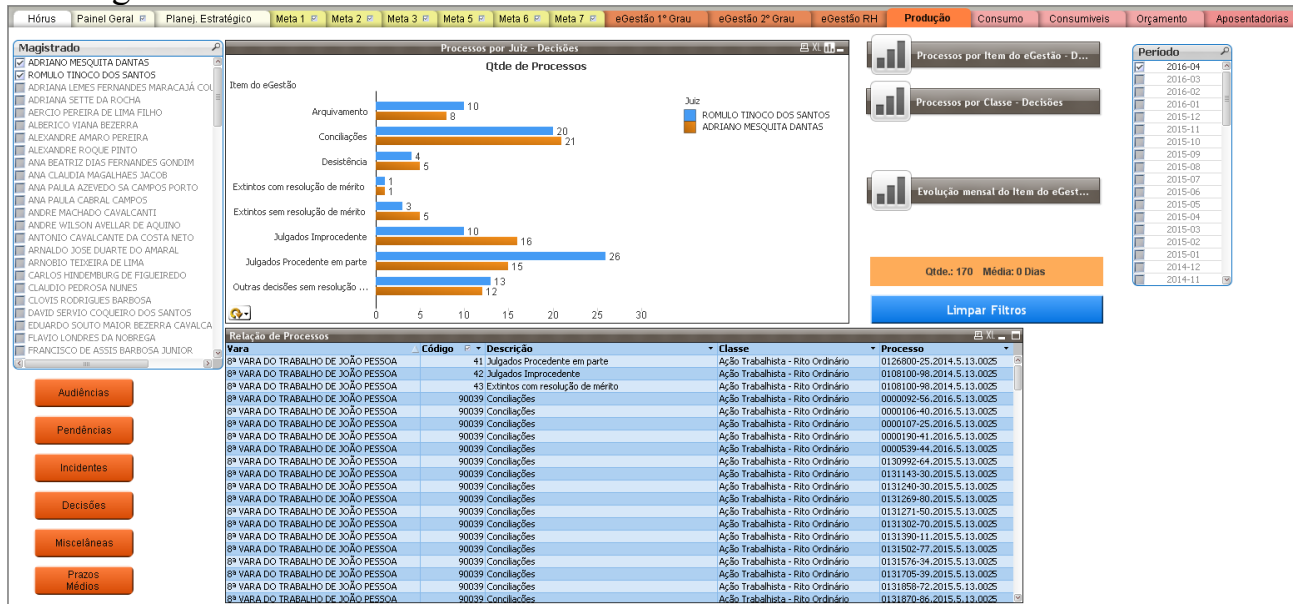 Hórus Painel Geral Planej. Estratégico Meta 1 Meta 2 Meta 3 Meta 5 Meta 6 Meta 7 eGestão 1º Grau eGestão 2º Grau eGestão RH Produção Consumo Consumiveis Orçamento Aposentadorias
Magistrado
ADRIANO MESQUITA DANTAS
ROMULO TINOCO DOS SANTOS
ADRIANA LEMES FERNANDES MARACAJÁ COU
ADRIANA SETTE DA ROCHA
AERCIO PEREIRA DE LIMA FILHO
ALBERICO VIANA BEZERRA
ALEXANDRE AMARO PEREIRA
ALEXANDRE ROQUE PINTO
ANA BEATRIZ DIAS FERNANDES GONDIM
ANA CLAUDIA MAGALHAES JACOB
ANA PAULA AZEVEDO SA CAMPOS PORTO
ANA PAULA CABRAL CAMPOS
ANDRE MACHADO CAVALCANTI
ANDRE WILSON AVELLAR DE AQUINO
ANTONIO CAVALCANTE DA COSTA NETO
ARNALDO JOSE DUARTE DO AMARAL
ARNOBIO TEIXEIRA DE LIMA
CARLOS HINDEMBURG DE FIGUEIREDO
CLAUDIO PEDROSA NUNES
CLOVIS RODRIGUES BARBOSA
DAVID SERVIO COQUEIRO DOS SANTOS
EDUARDO SOUTO MAIOR BEZERRA CAVALCA
FLAVIO LONDRES DA NOBREGA
FRANCISCO DE ASSIS BARBOSA JUNIOR
Processos por Juiz - Decisões XL
Qtde de Processos
Item do eGestão
Arquivamento 10
8
Conciliações 20
21
Desistência 4
5
Extintos com resolução de mérito 1
1
Extintos sem resolução de mérito 3
5
Julgados Improcedente 10
16
Julgados Procedente em parte 26
15
Outras decisões sem resolução ... 13
12
0 5 10 15 20 25 30
Juiz
ROMULO TINOCO DOS SANTOS
ADRIANO MESQUITA DANTAS
Processos por Item do eGestão - D...
Processos por Classe - Decisões
Evolução mensal do Item do eGest...
Qtde.: 170 Média: 0 Dias
Limpar Filtros
Período
2016-04
2016-03
2016-02
2016-01
2015-12
2015-11
2015-10
2015-09
2015-08
2015-07
2015-06
2015-05
2015-04
2015-03
2015-02
2015-01
2014-12
2014-11
Audiências
Pendências
Incidentes
Decisões
Miscelâneas
Prazos
Médios
Relação de Processos XL
Vara Código Descrição Classe Processo
8ª VARA DO TRABALHO DE JOÃO PESSOA 41 Julgados Procedente em parte Ação Trabalhista - Rito Ordinário 0126800-25.2014.5.13.0025
8ª VARA DO TRABALHO DE JOÃO PESSOA 42 Julgados Improcedente Ação Trabalhista - Rito Ordinário 0108100-98.2014.5.13.0025
8ª VARA DO TRABALHO DE JOÃO PESSOA 43 Extintos com resolução de mérito Ação Trabalhista - Rito Ordinário 0108100-98.2014.5.13.0025
8ª VARA DO TRABALHO DE JOÃO PESSOA 90039 Conciliações Ação Trabalhista - Rito Ordinário 0000092-56.2016.5.13.0025
8ª VARA DO TRABALHO DE JOÃO PESSOA 90039 Conciliações Ação Trabalhista - Rito Ordinário 0000106-40.2016.5.13.0025
8ª VARA DO TRABALHO DE JOÃO PESSOA 90039 Conciliações Ação Trabalhista - Rito Ordinário 0000107-25.2016.5.13.0025
8ª VARA DO TRABALHO DE JOÃO PESSOA 90039 Conciliações Ação Trabalhista - Rito Ordinário 0000190-41.2016.5.13.0025
8ª VARA DO TRABALHO DE JOÃO PESSOA 90039 Conciliações Ação Trabalhista - Rito Ordinário 0000539-44.2016.5.13.0025
8ª VARA DO TRABALHO DE JOÃO PESSOA 90039 Conciliações Ação Trabalhista - Rito Ordinário 0130992-64.2015.5.13.0025
8ª VARA DO TRABALHO DE JOÃO PESSOA 90039 Conciliações Ação Trabalhista - Rito Ordinário 0131143-30.2015.5.13.0025
8ª VARA DO TRABALHO DE JOÃO PESSOA 90039 Conciliações Ação Trabalhista - Rito Ordinário 0131240-30.2015.5.13.0025
8ª VARA DO TRABALHO DE JOÃO PESSOA 90039 Conciliações Ação Trabalhista - Rito Ordinário 0131269-80.2015.5.13.0025
8ª VARA DO TRABALHO DE JOÃO PESSOA 90039 Conciliações Ação Trabalhista - Rito Ordinário 0131271-50.2015.5.13.0025
8ª VARA DO TRABALHO DE JOÃO PESSOA 90039 Conciliações Ação Trabalhista - Rito Ordinário 0131302-70.2015.5.13.0025
8ª VARA DO TRABALHO DE JOÃO PESSOA 90039 Conciliações Ação Trabalhista - Rito Ordinário 0131390-11.2015.5.13.0025
8ª VARA DO TRABALHO DE JOÃO PESSOA 90039 Conciliações Ação Trabalhista - Rito Ordinário 0131502-77.2015.5.13.0025
8ª VARA DO TRABALHO DE JOÃO PESSOA 90039 Conciliações Ação Trabalhista - Rito Ordinário 0131576-34.2015.5.13.0025
8ª VARA DO TRABALHO DE JOÃO PESSOA 90039 Conciliações Ação Trabalhista - Rito Ordinário 0131705-39.2015.5.13.0025
8ª VARA DO TRABALHO DE JOÃO PESSOA 90039 Conciliações Ação Trabalhista - Rito Ordinário 0131858-72.2015.5.13.0025
8ª VARA DO TRABALHO DE JOÃO PESSOA 90039 Conciliações Ação Trabalhista - Rito Ordinário 0131870-86.2015.5.13.0025